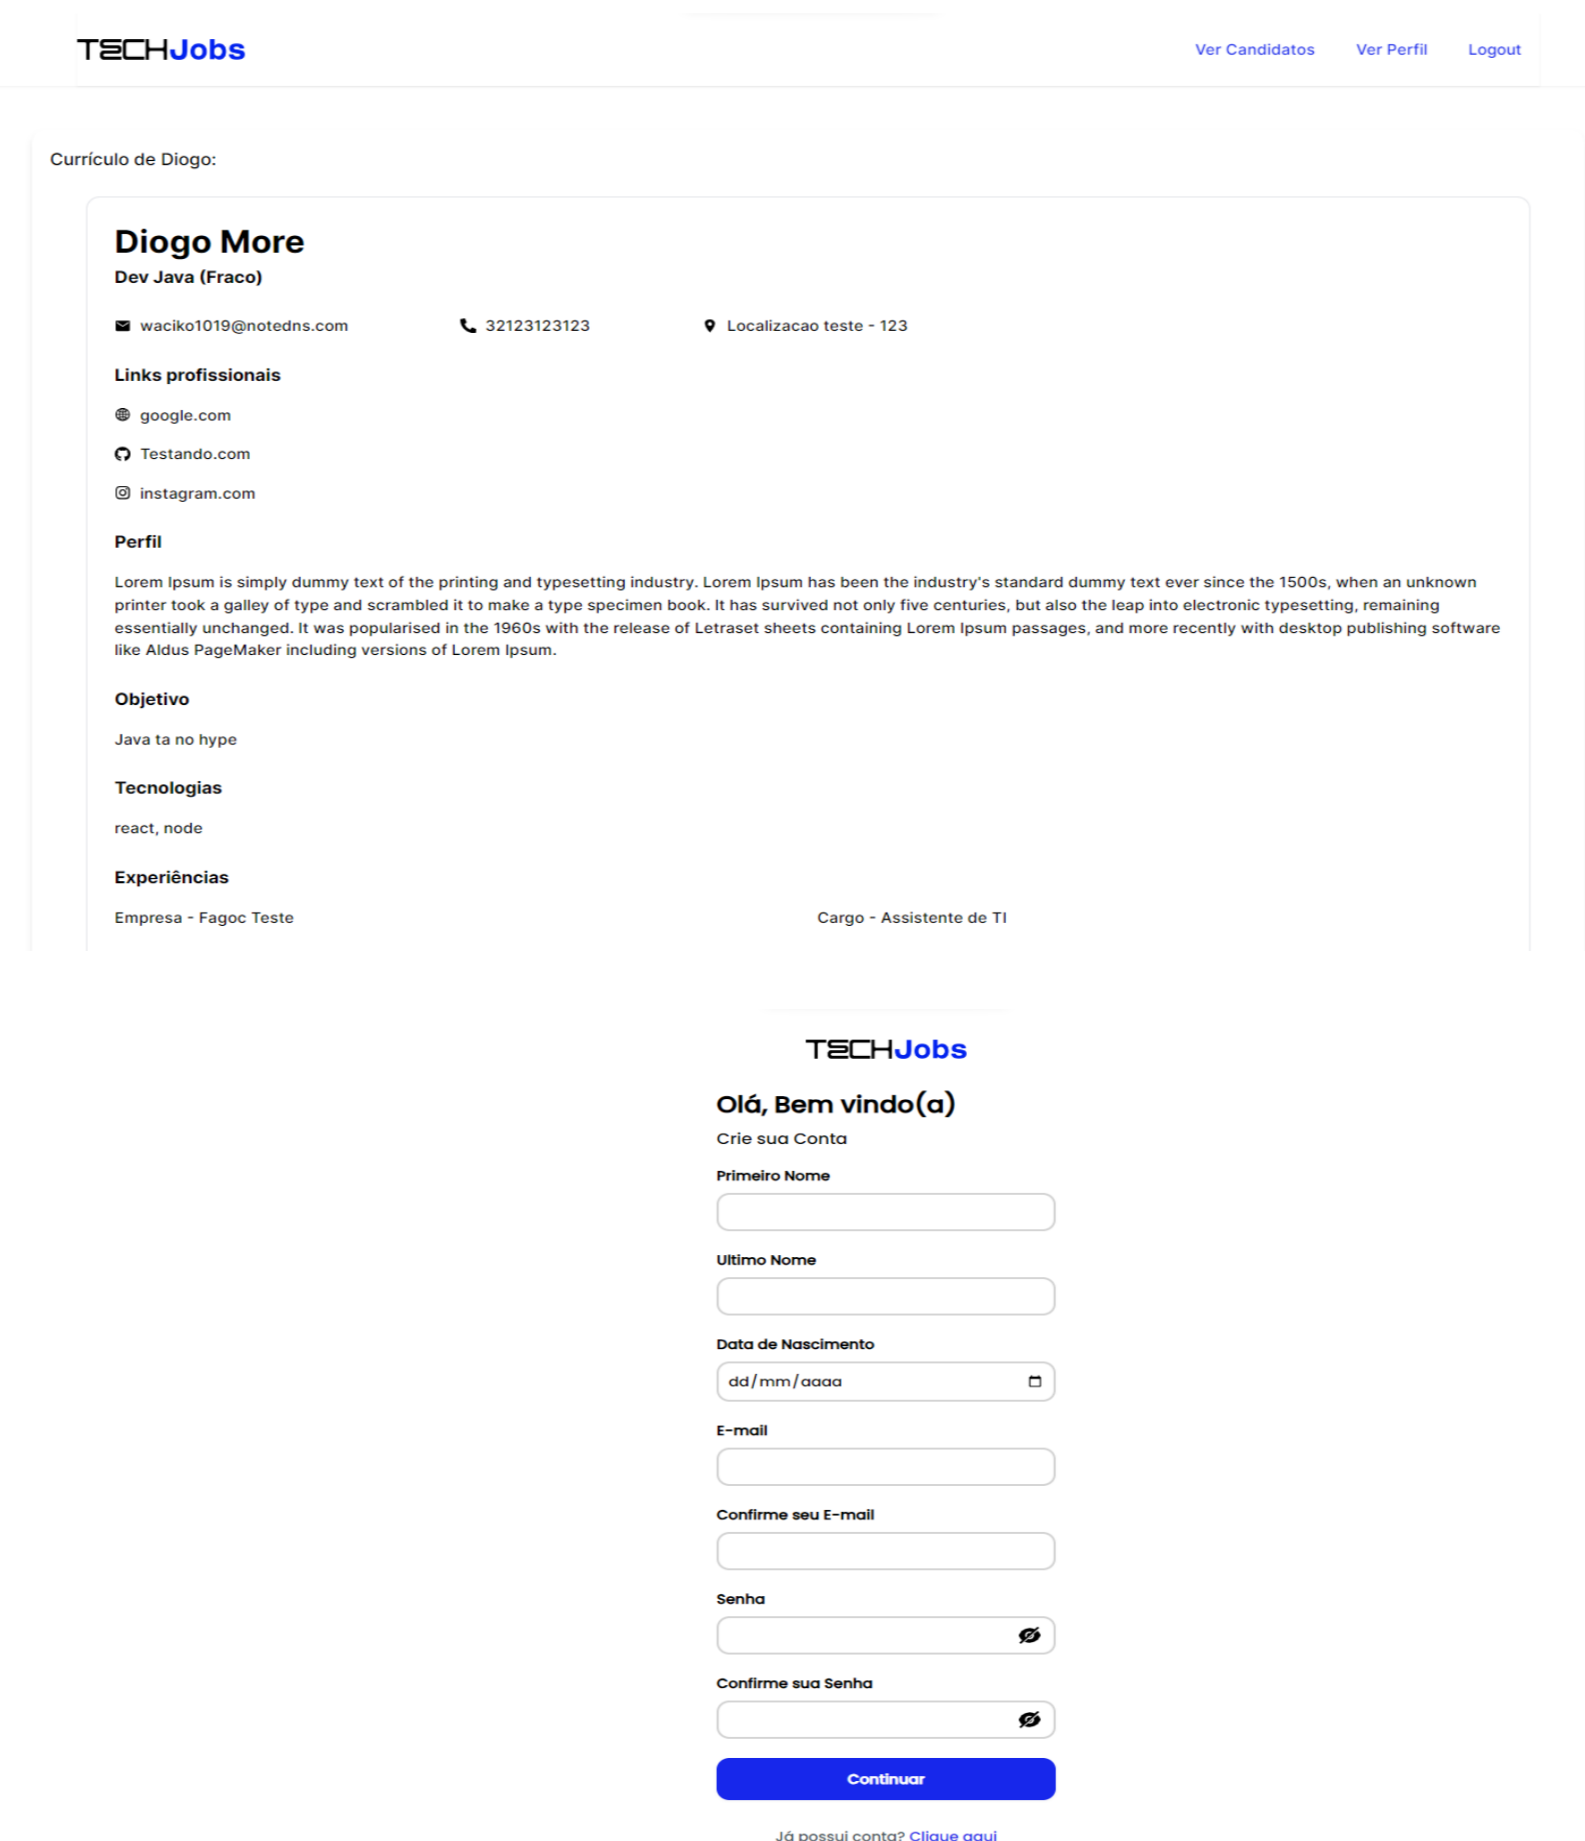 TECHJobs
Ver Candidatos Ver Perfil Logout
Currículo de Diogo:
Diogo More
Dev Java (Fraco)
waciko1019@notedns.com 32123123123 Localizacao teste - 123
Links profissionais
google.com
Testando.com
instagram.com
Perfil
Lorem Ipsum is simply dummy text of the printing and typesetting industry. Lorem Ipsum has been the industry's standard dummy text ever since the 1500s, when an unknown
printer took a galley of type and scrambled it to make a type specimen book. It has survived not only five centuries, but also the leap into electronic typesetting, remaining
essentially unchanged. It was popularised in the 1960s with the release of Letraset sheets containing Lorem Ipsum passages, and more recently with desktop publishing software
like Aldus PageMaker including versions of Lorem Ipsum.
Objetivo
Java ta no hype
Tecnologias
react, node
Experiências
Empresa - Fagoc Teste Cargo - Assistente de TI
TECHJobs
Olá, Bem vindo(a)
Crie sua Conta
Primeiro Nome
Ultimo Nome
Data de Nascimento
dd/mm/aaaa
E-mail
Confirme seu E-mail
Senha
Confirme sua Senha
Continuar
Já possui conta? Clique aqui